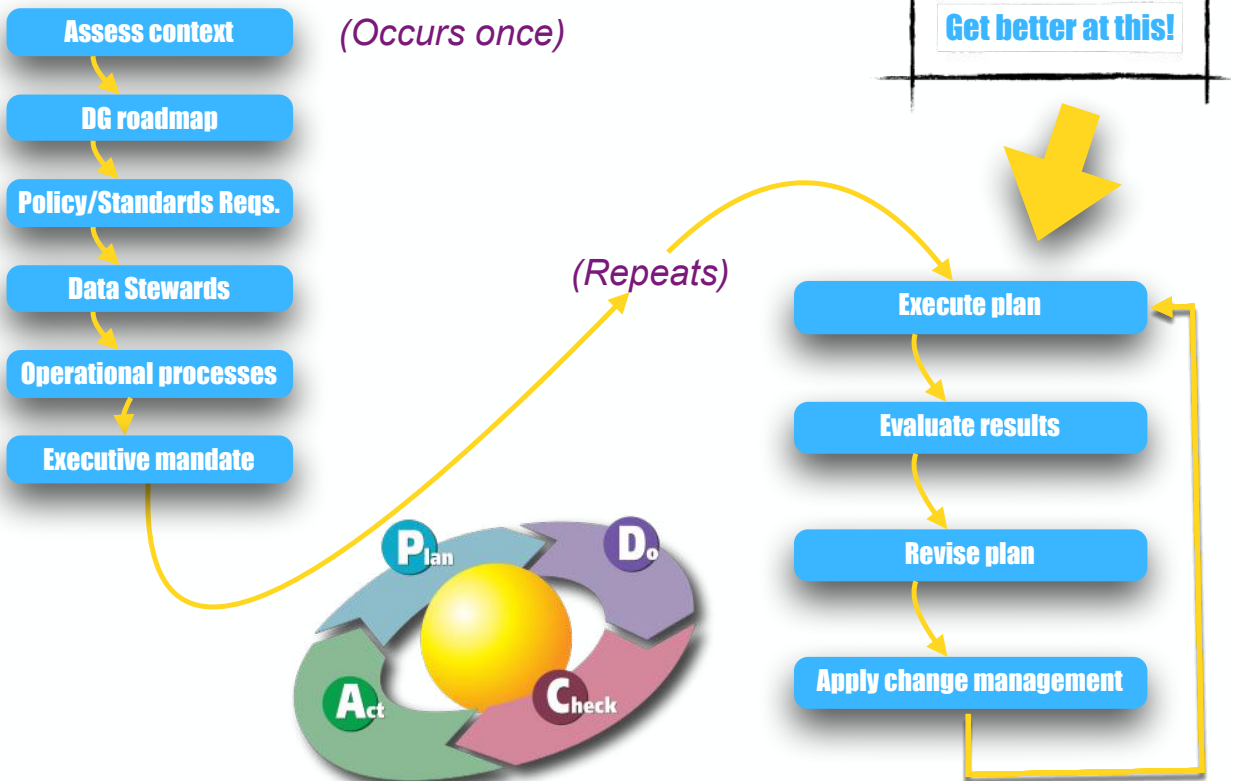 Assess context
(Occurs once)
DG roadmap
Policy/Standards Reqs.
Data Stewards
Operational processes
Executive mandate
(Repeats)
Get better at this!
Execute plan
Evaluate results
Revise plan
Apply change management
Plan
Do
Check
Act